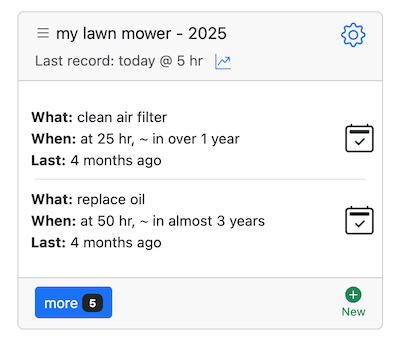 my lawn mower - 2025
Last record: today @ 5 hr
What: clean air filter
When: at 25 hr, ~ in over 1 year
Last: 4 months ago
What: replace oil
When: at 50 hr, ~ in almost 3 years
Last: 4 months ago
more 5
New